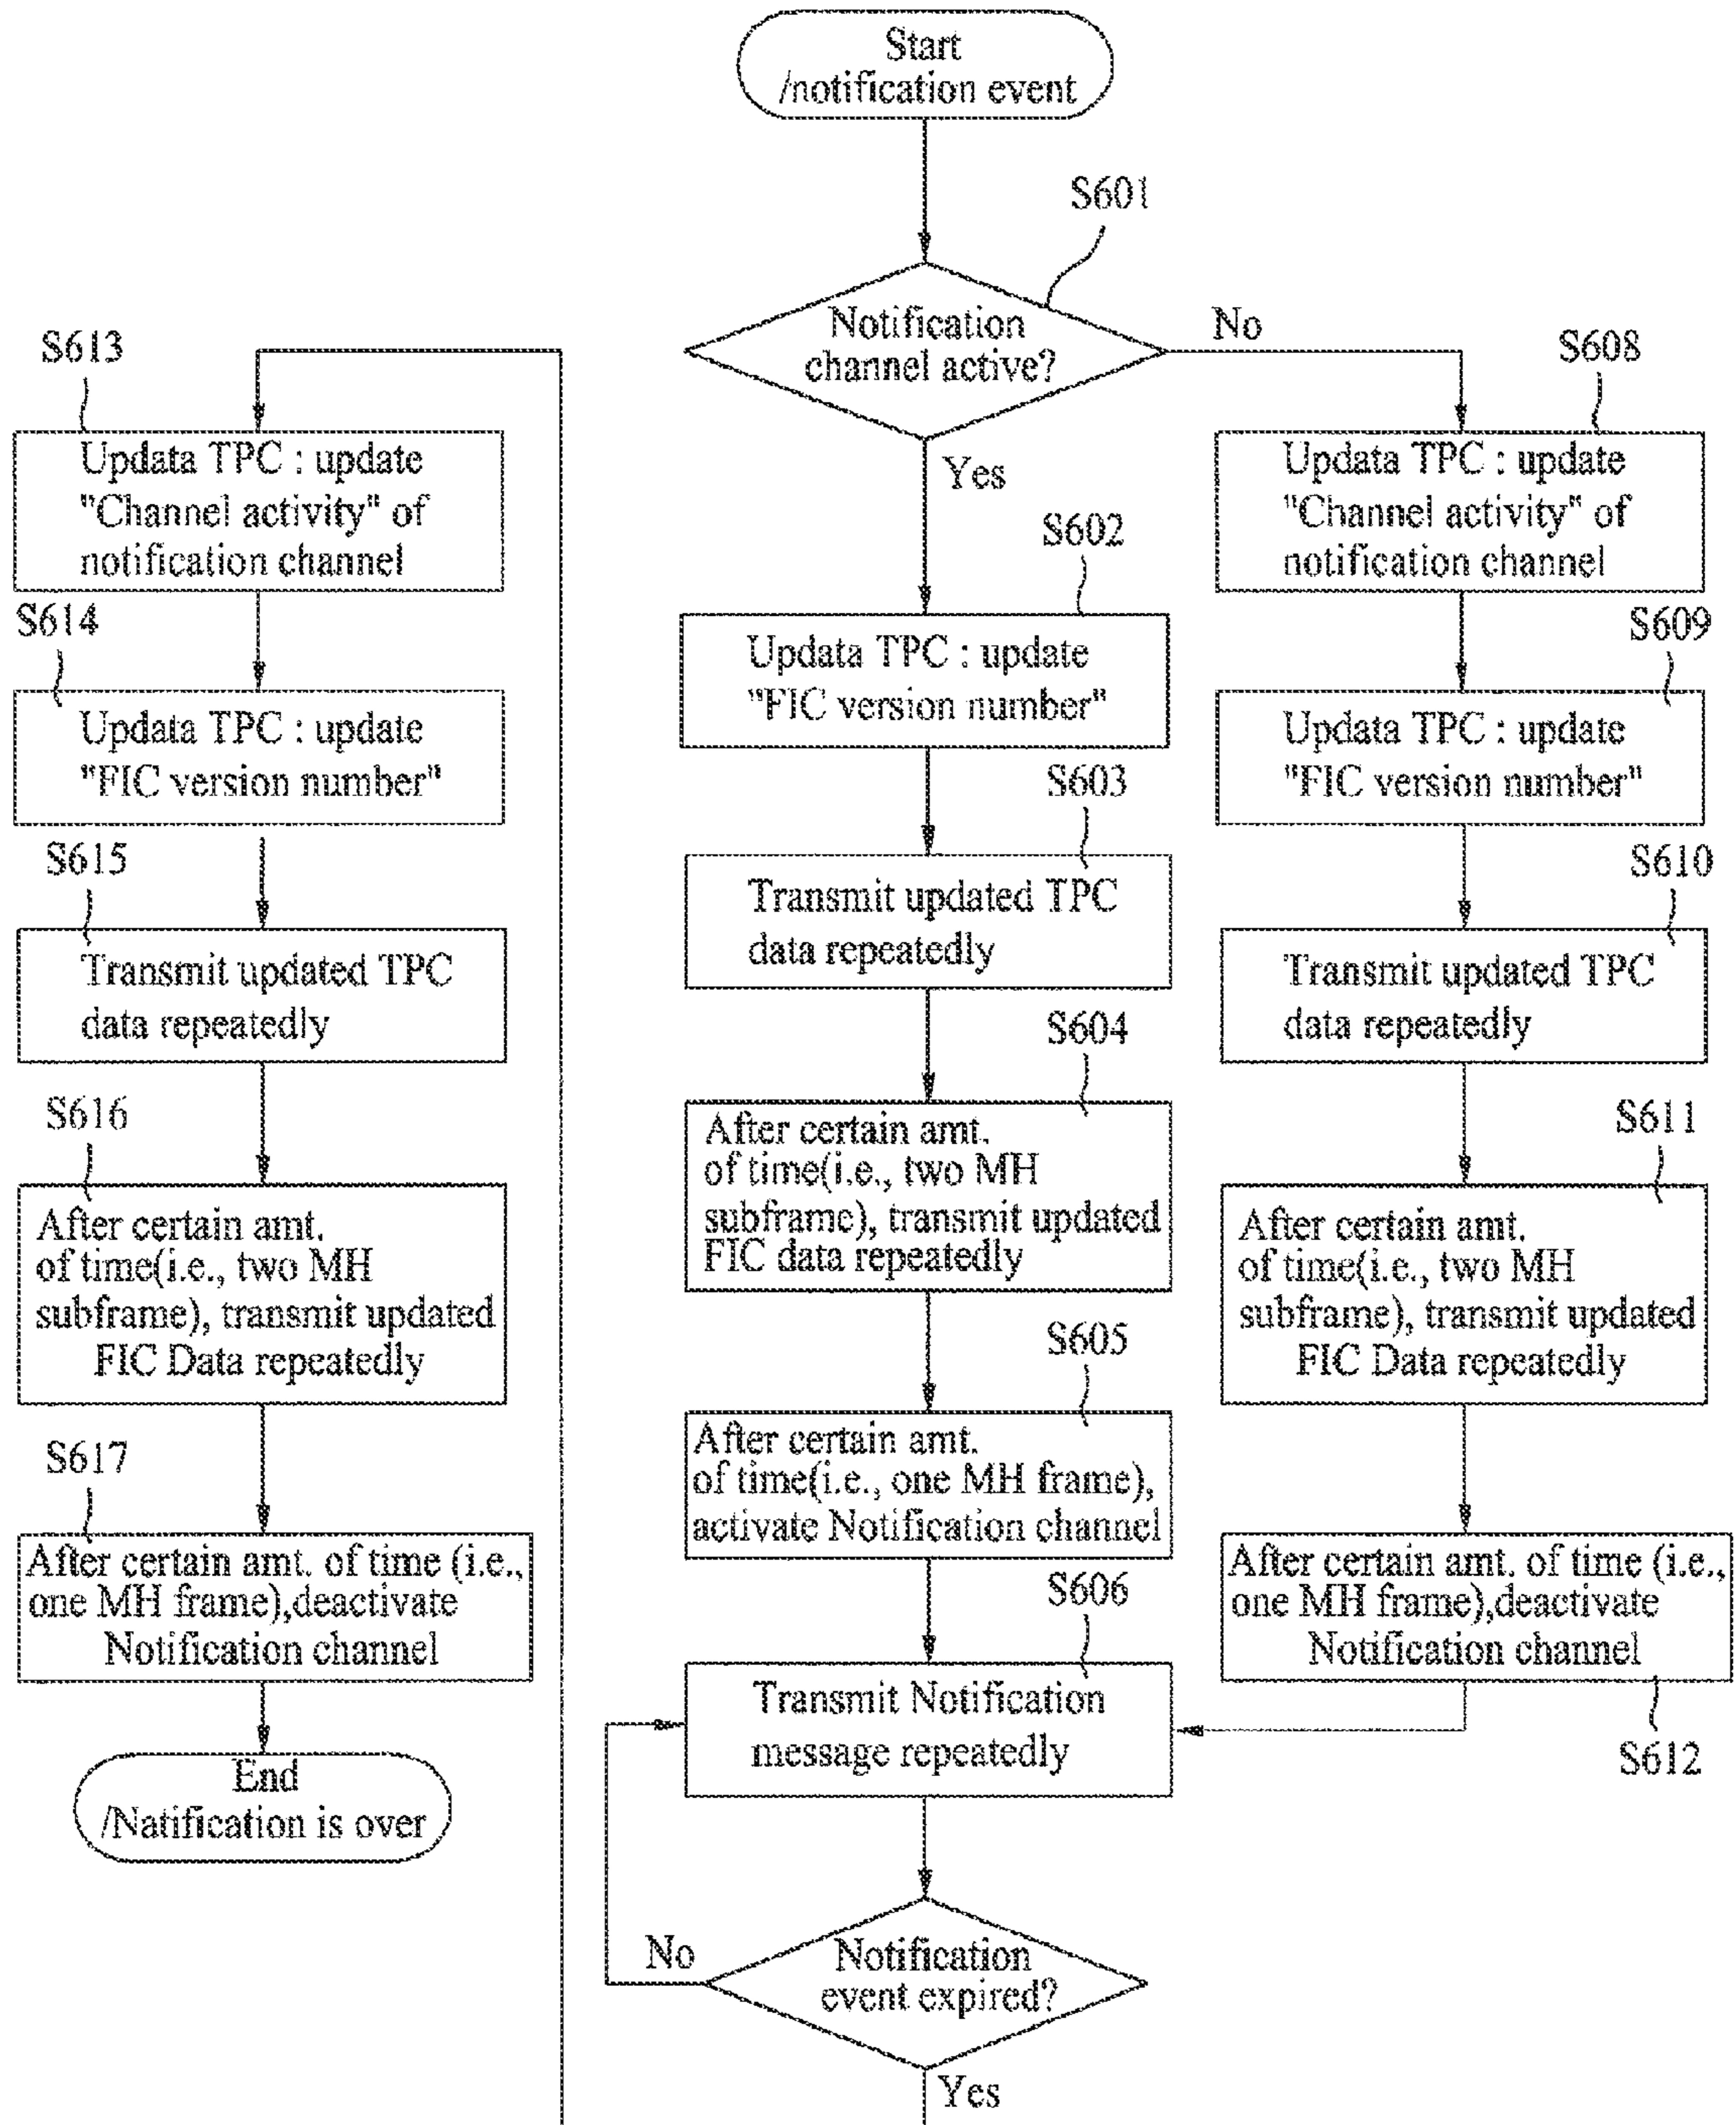 Start
/notification event
S601
Notification
channel active?
No
Yes
S613
Updata TPC : update
"Channel activity" of
notification channel
S614
Updata TPC : update
"FIC version number"
S615
Transmit updated TPC
data repeatedly
S616
After certain amt.
of time(i.e., two MH
subframe), transmit updated
FIC Data repeatedly
S617
After certain amt. of time (i.e.,
one MH frame),deactivate
Notification channel
End
/Natification is over
S602
Updata TPC : update
"FIC version number"
S603
Transmit updated TPC
data repeatedly
S604
After certain amt.
of time(i.e., two MH
subframe), transmit updated
FIC data repeatedly
S605
After certain amt.
of time(i.e., one MH frame),
activate Notification channel
S606
Transmit Notification
message repeatedly
No
Notification
event expired?
Yes
S608
Updata TPC : update
"Channel activity" of
notification channel
S609
Updata TPC : update
"FIC version number"
S610
Transmit updated TPC
data repeatedly
S611
After certain amt.
of time(i.e., two MH
subframe), transmit updated
FIC Data repeatedly
After certain amt. of time (i.e.,
one MH frame),deactivate
Notification channel
S612